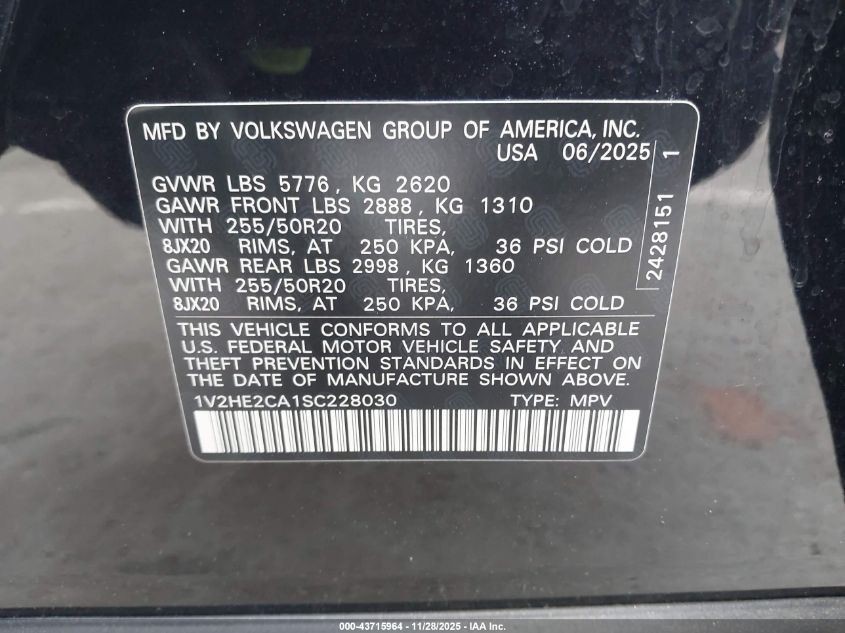 MFD BY VOLKSWAGEN GROUP OF AMERICA, INC.
USA 06/2025
GVWR LBS 5776, KG 2620
GAWR FRONT LBS 2888, KG 1310
WITH 255/50R20 TIRES,
8JX20 RIMS, AT 250 KPA, 36 PSI COLD
GAWR REAR LBS 2998, KG 1360
WITH 255/50R20 TIRES,
8JX20 RIMS, AT 250 KPA, 36 PSI COLD
THIS VEHICLE CONFORMS TO ALL APPLICABLE
U.S. FEDERAL MOTOR VEHICLE SAFETY AND
THEFT PREVENTION STANDARDS IN EFFECT ON
THE DATE OF MANUFACTURE SHOWN ABOVE.
1V2HE2CA1SC228030 TYPE: MPV
2428151 1
000-43715964 - 11/28/2025 - IAA Inc.